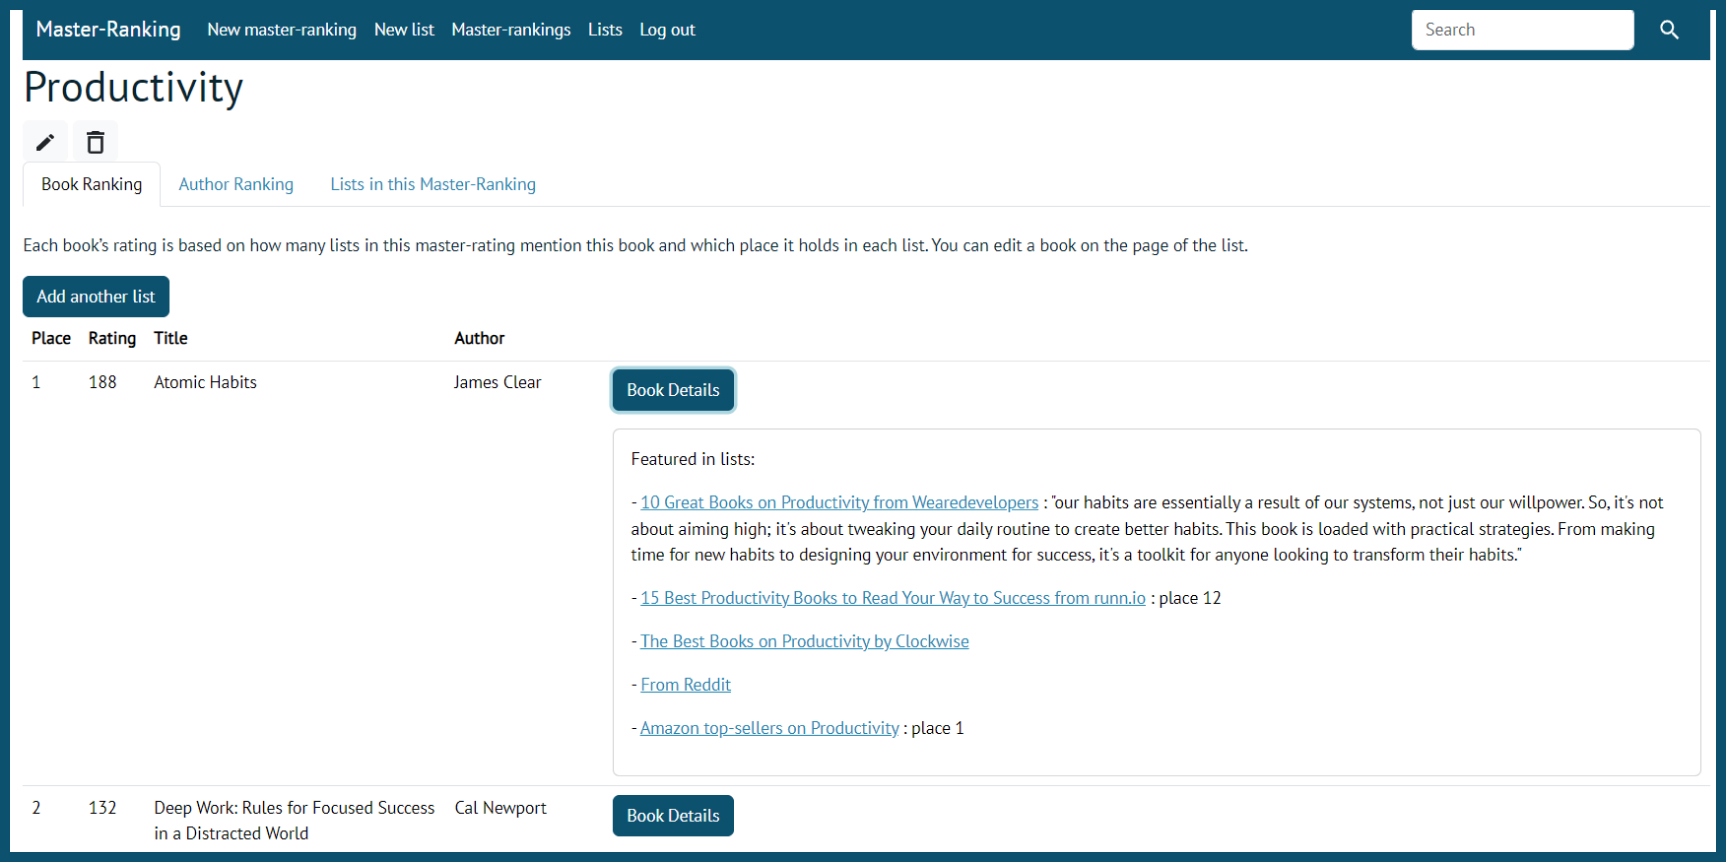 Master-Ranking New master-ranking New list Master-rankings Lists Log out Search
Productivity
Book Ranking Author Ranking Lists in this Master-Ranking
Each book’s rating is based on how many lists in this master-rating mention this book and which place it holds in each list. You can edit a book on the page of the list.
Add another list
Place Rating Title Author
1 188 Atomic Habits James Clear Book Details
Featured in lists:
- 10 Great Books on Productivity from Wearedevelopers : "our habits are essentially a result of our systems, not just our willpower. So, it's not
about aiming high; it's about tweaking your daily routine to create better habits. This book is loaded with practical strategies. From making
time for new habits to designing your environment for success, it's a toolkit for anyone looking to transform their habits."
- 15 Best Productivity Books to Read Your Way to Success from runn.io : place 12
- The Best Books on Productivity by Clockwise
- From Reddit
- Amazon top-sellers on Productivity : place 1
2 132 Deep Work: Rules for Focused Success Cal Newport Book Details
in a Distracted World